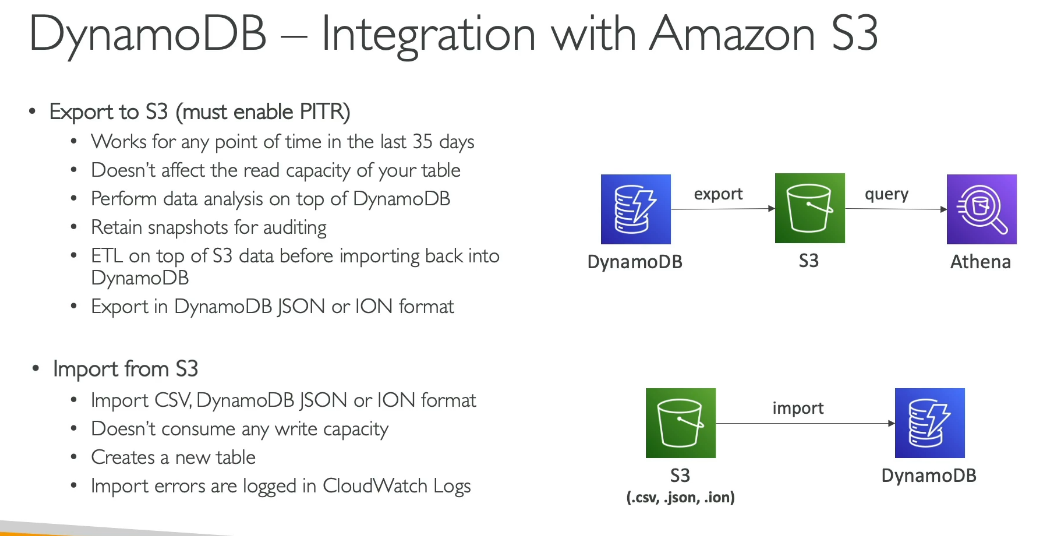 DynamoDB – Integration with Amazon S3
• Export to S3 (must enable PITR)
• Works for any point of time in the last 35 days
• Doesn't affect the read capacity of your table
• Perform data analysis on top of DynamoDB
• Retain snapshots for auditing
• ETL on top of S3 data before importing back into
DynamoDB
• Export in DynamoDB JSON or ION format
export
query
DynamoDB
S3
Athena
• Import from S3
• Import CSV, DynamoDB JSON or ION format
• Doesn't consume any write capacity
• Creates a new table
• Import errors are logged in CloudWatch Logs
import
S3
(.csv, .json, .ion)
DynamoDB